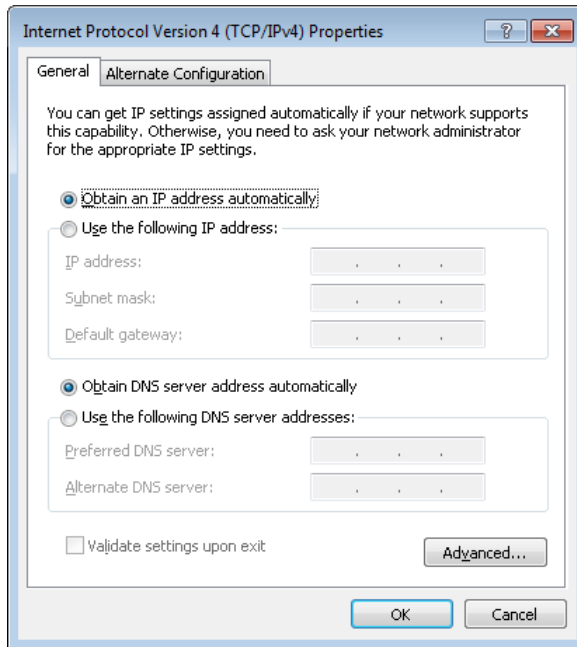 Internet Protocol Version 4 (TCP/IPv4) Properties
General
Alternate Configuration
You can get IP settings assigned automatically if your network supports
this capability. Otherwise, you need to ask your network administrator
for the appropriate IP settings.
Obtain an IP address automatically
Use the following IP address:
IP address:
Subnet mask:
Default gateway:
Obtain DNS server address automatically
Use the following DNS server addresses:
Preferred DNS server:
Alternate DNS server:
Validate settings upon exit
Advanced...
OK
Cancel